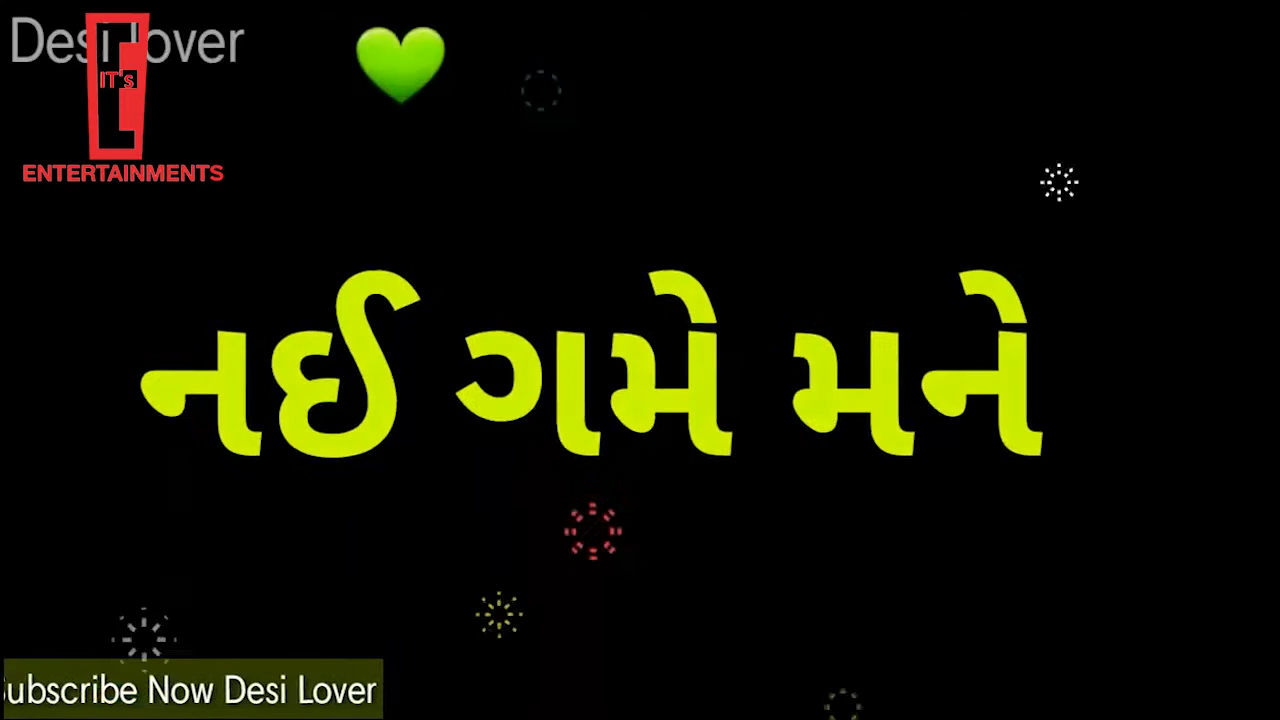 Desi lover
IT's
ENTERTAINMENTS
નઈ ગમે મને
ubscribe Now Desi Lover